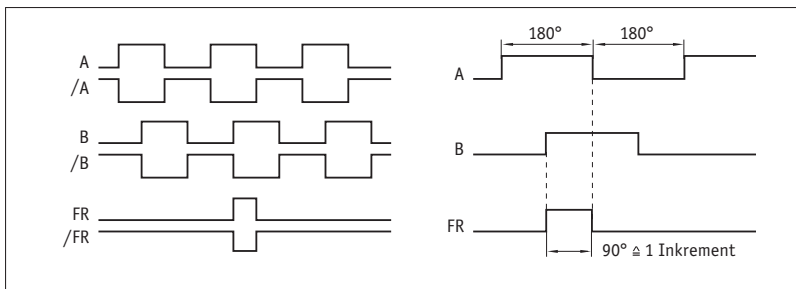 A
/A
B
/B
FR
/FR
180° 180°
A
B
FR
90° ≙ 1 Inkrement